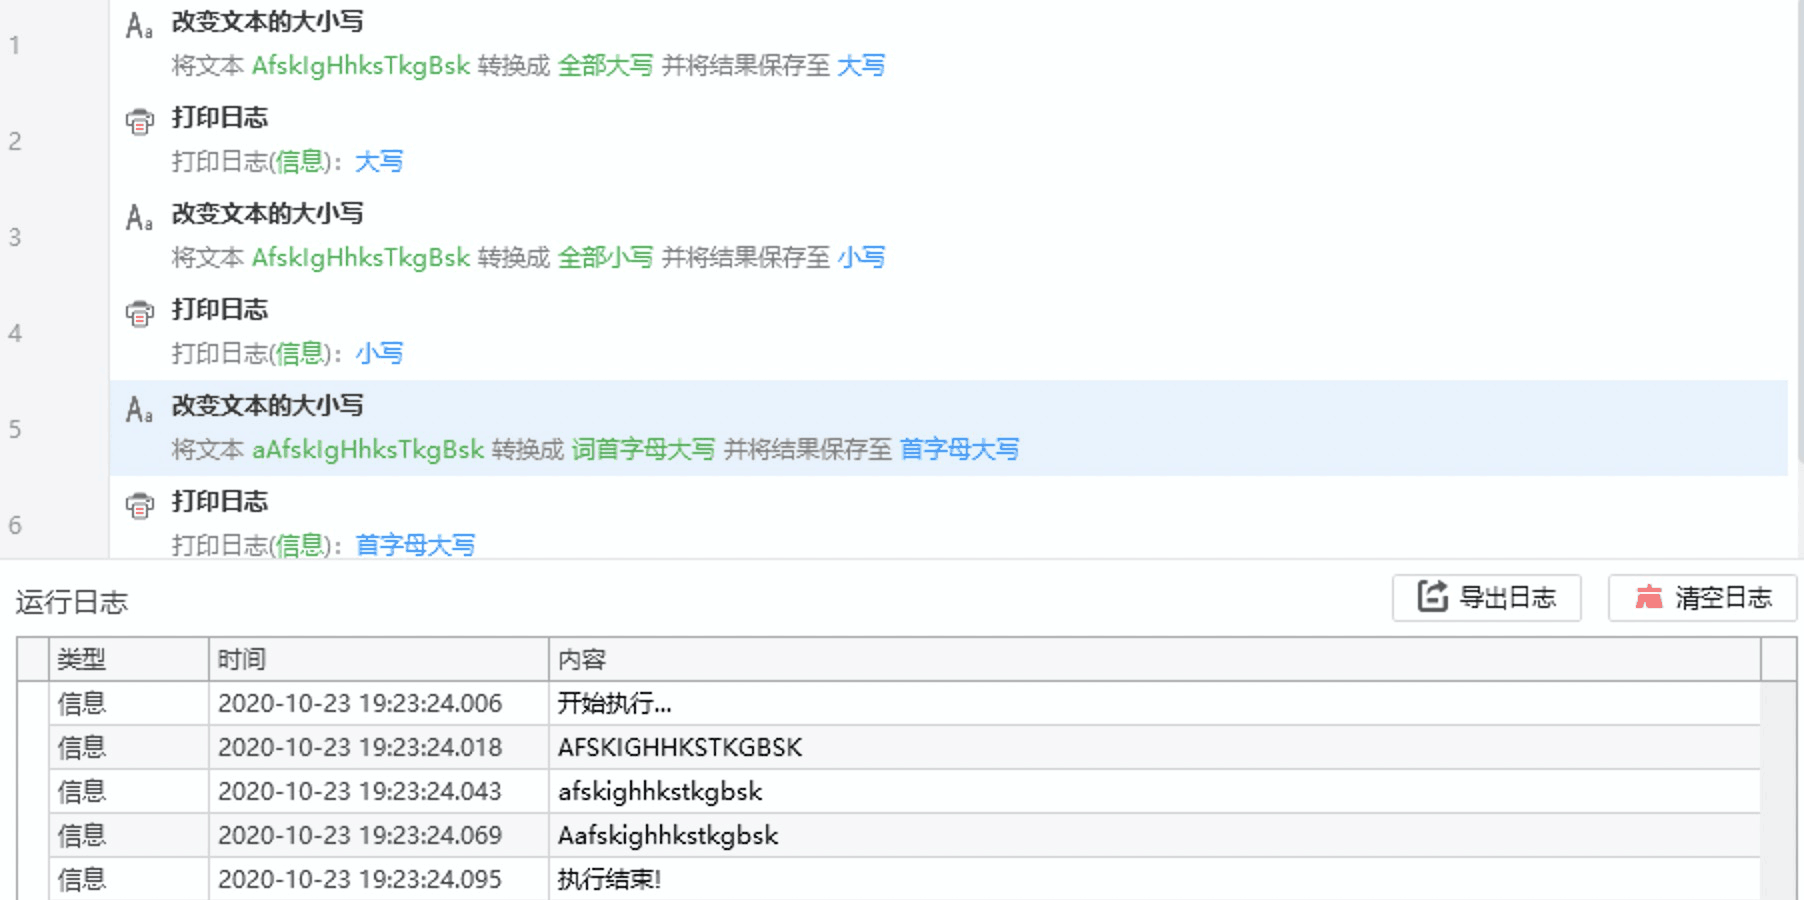 1
改变文本的大小写
将文本 AfskIgHhksTkgBsk 转换成 全部大写 并将结果保存至 大写
2
打印日志
打印日志(信息)： 大写
3
改变文本的大小写
将文本 AfskIgHhksTkgBsk 转换成 全部小写 并将结果保存至 小写
4
打印日志
打印日志(信息)： 小写
5
改变文本的大小写
将文本 aAfskIgHhksTkgBsk 转换成 词首字母大写 并将结果保存至 首字母大写
6
打印日志
打印日志(信息)： 首字母大写
运行日志 导出日志 清空日志
类型 时间 内容
信息 2020-10-23 19:23:24.006 开始执行...
信息 2020-10-23 19:23:24.018 AFSKIGHHKSTKGBSK
信息 2020-10-23 19:23:24.043 afskighhkstkgbsk
信息 2020-10-23 19:23:24.069 Aafskighhkstkgbsk
信息 2020-10-23 19:23:24.095 执行结束!